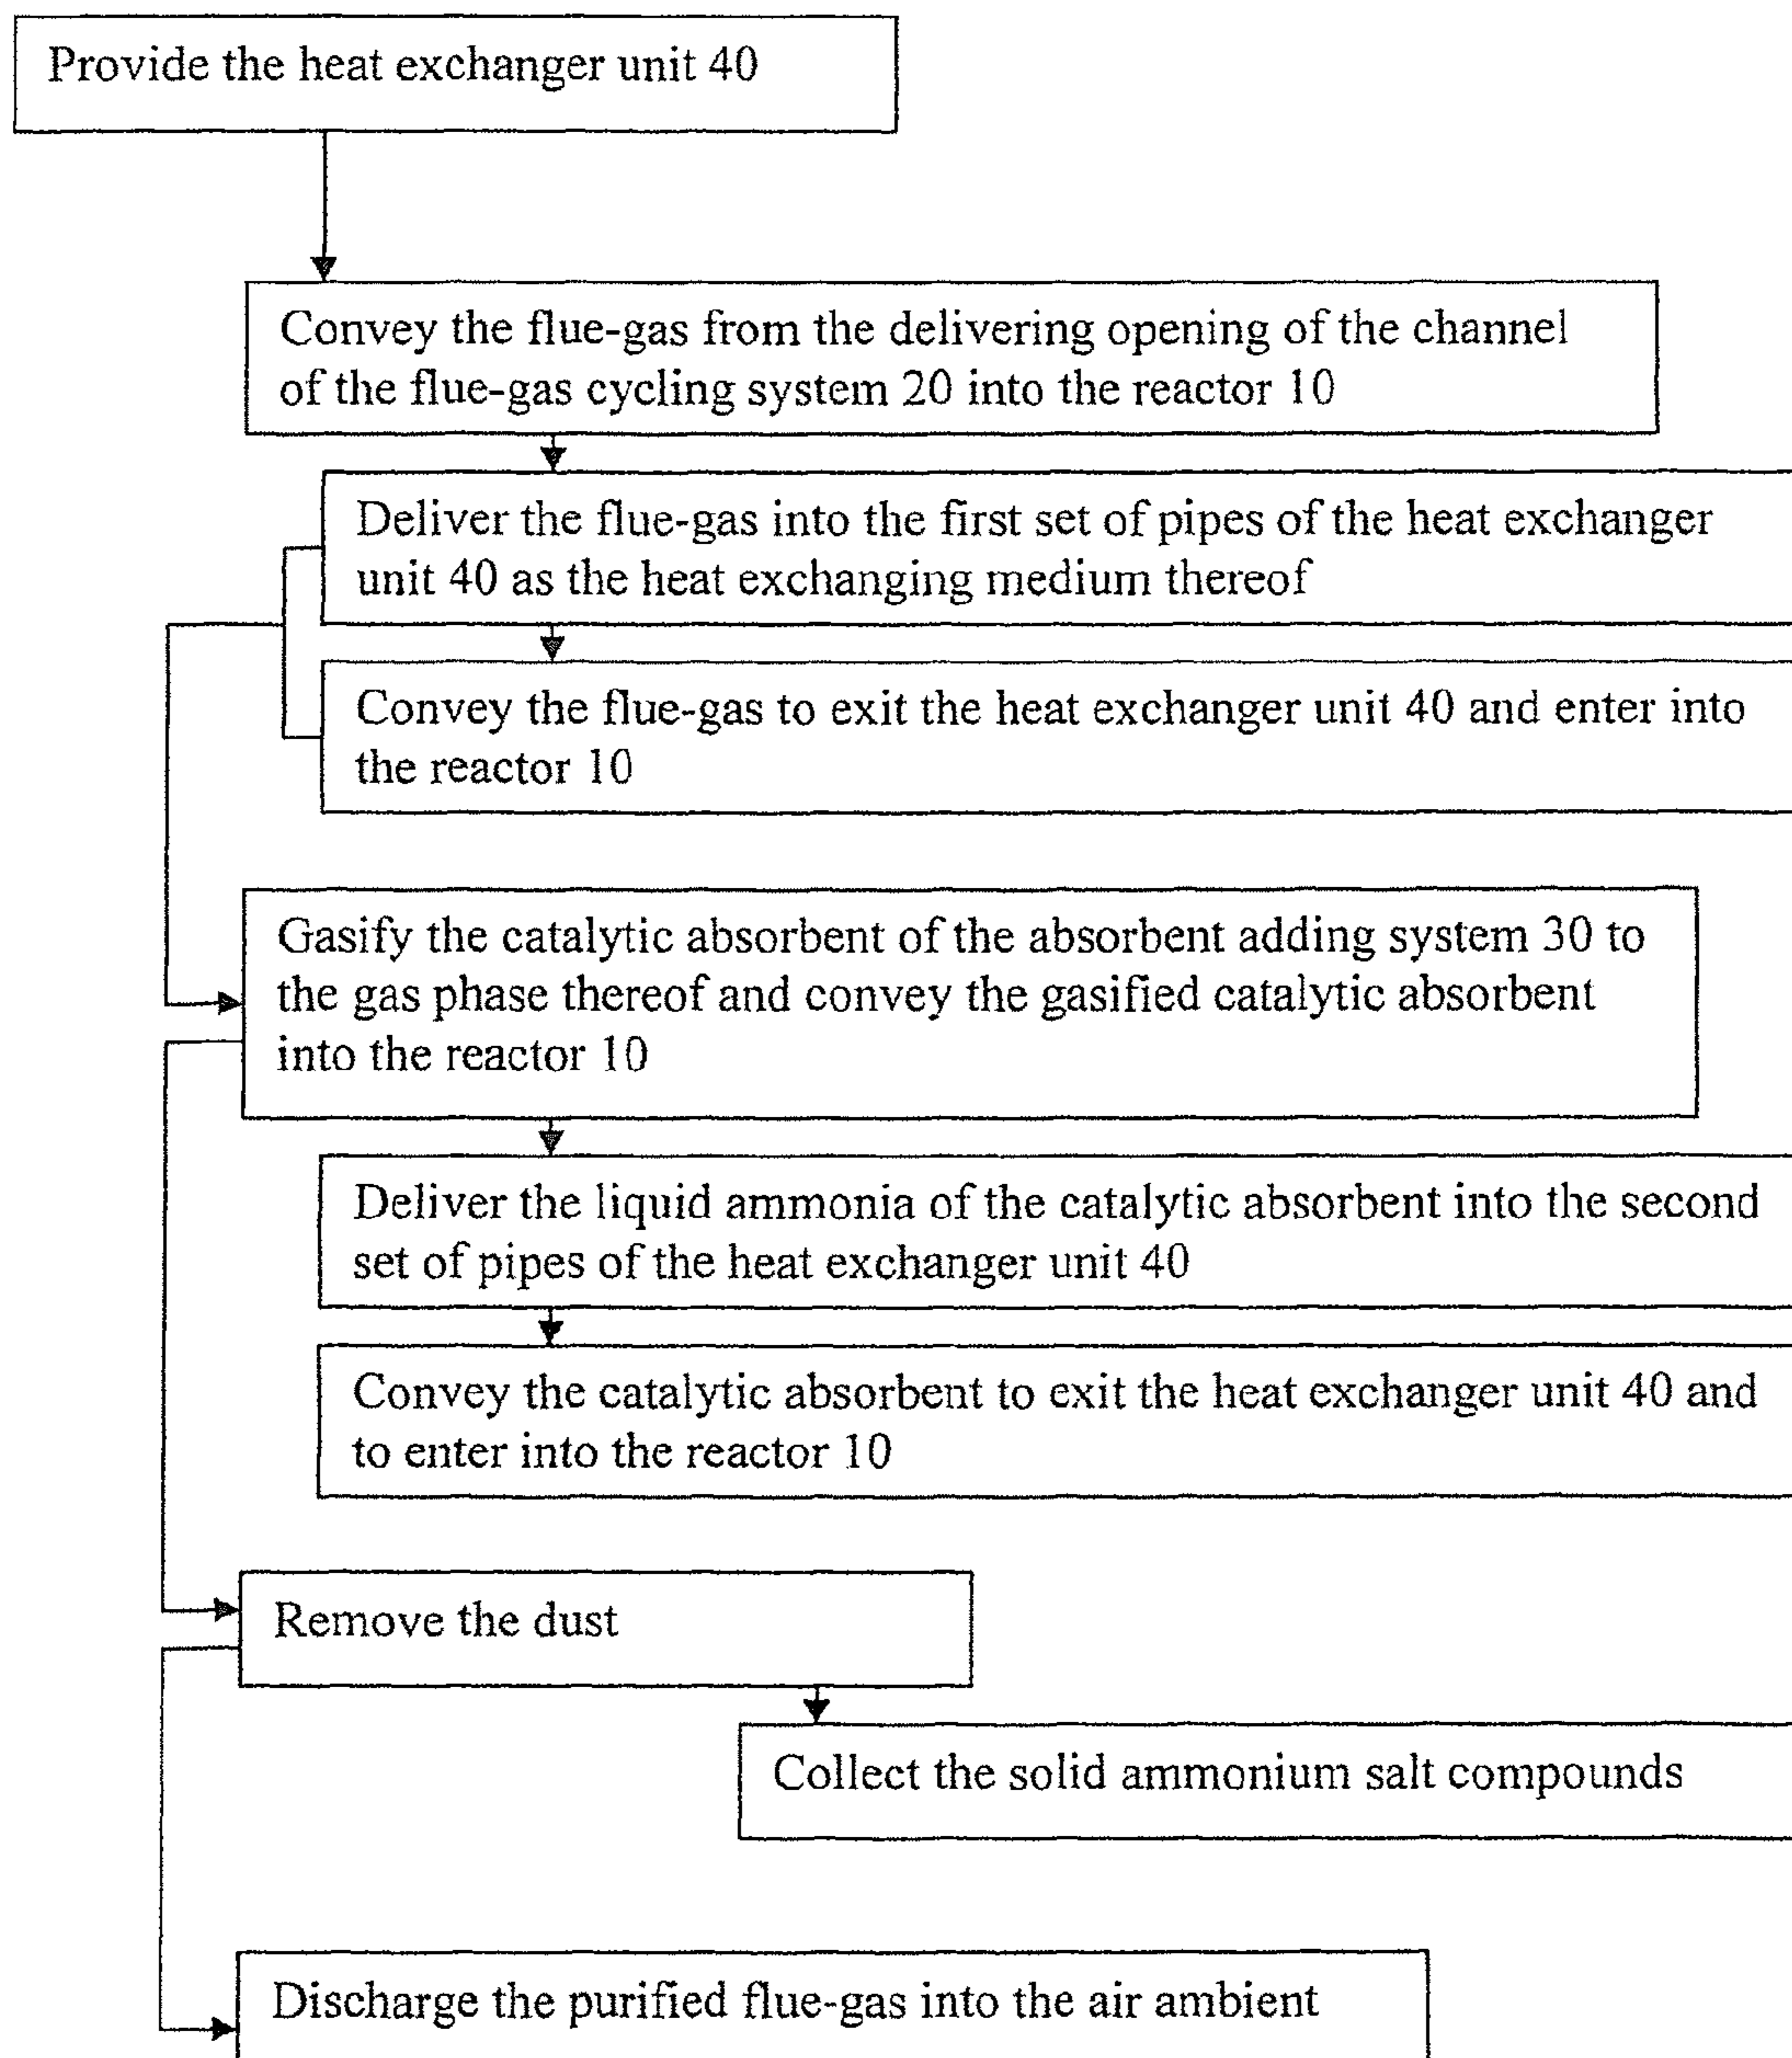 Provide the heat exchanger unit 40
Convey the flue-gas from the delivering opening of the channel
of the flue-gas cycling system 20 into the reactor 10
Deliver the flue-gas into the first set of pipes of the heat exchanger
unit 40 as the heat exchanging medium thereof
Convey the flue-gas to exit the heat exchanger unit 40 and enter into
the reactor 10
Gasify the catalytic absorbent of the absorbent adding system 30 to
the gas phase thereof and convey the gasified catalytic absorbent
into the reactor 10
Deliver the liquid ammonia of the catalytic absorbent into the second
set of pipes of the heat exchanger unit 40
Convey the catalytic absorbent to exit the heat exchanger unit 40 and
to enter into the reactor 10
Remove the dust
Collect the solid ammonium salt compounds
Discharge the purified flue-gas into the air ambient